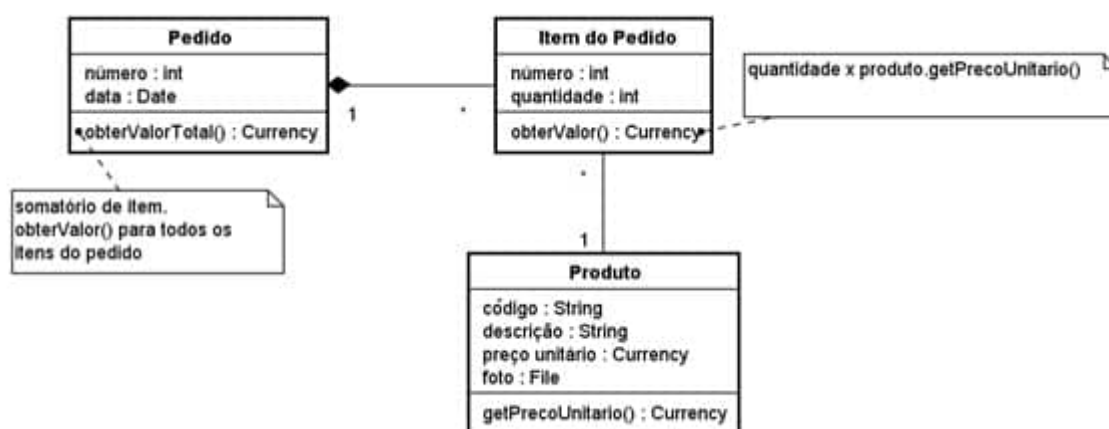 Pedido
número : int
data : Date
obterValorTotal() : Currency
1
*
Item do Pedido
número : int
quantidade : int
obterValor() : Currency
quantidade x produto.getPrecoUnitario()
somatório de item.
obterValor() para todos os
itens do pedido
*
1
Produto
código : String
descrição : String
preço unitário : Currency
foto : File
getPrecoUnitario() : Currency